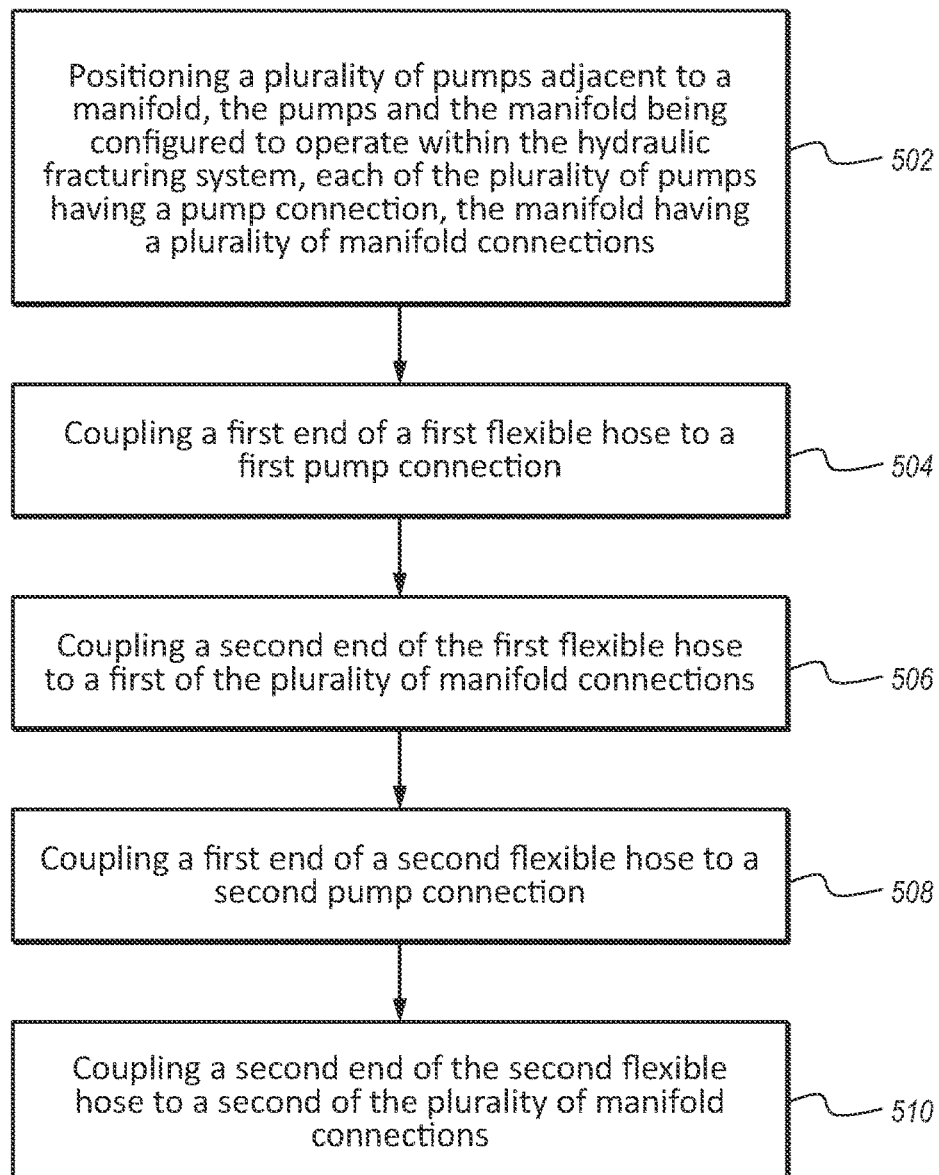 Positioning a plurality of pumps adjacent to a
manifold, the pumps and the manifold being
configured to operate within the hydraulic
fracturing system, each of the plurality of pumps
having a pump connection, the manifold having
a plurality of manifold connections
502
Coupling a first end of a first flexible hose to a
first pump connection
504
Coupling a second end of the first flexible hose
to a first of the plurality of manifold connections
506
Coupling a first end of a second flexible hose to a
second pump connection
508
Coupling a second end of the second flexible
hose to a second of the plurality of manifold
connections
510